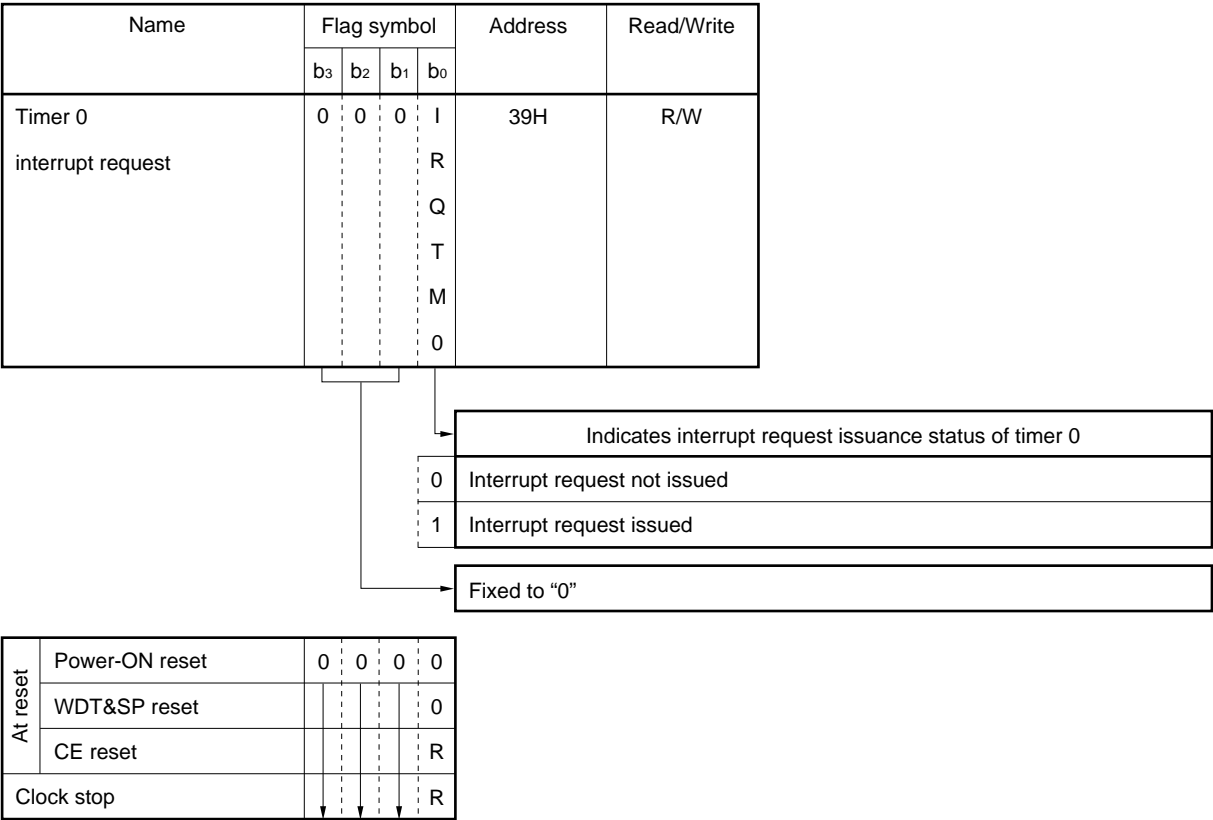 Name Flag symbol Address Read/Write
b3 b2 b1 b0
Timer 0 0 0 0 I 39H R/W
interrupt request R
Q
T
M
0
Indicates interrupt request issuance status of timer 0
0 Interrupt request not issued
1 Interrupt request issued
Fixed to “0”
At reset
Power-ON reset 0 0 0 0
WDT&SP reset 0
CE reset R
Clock stop R